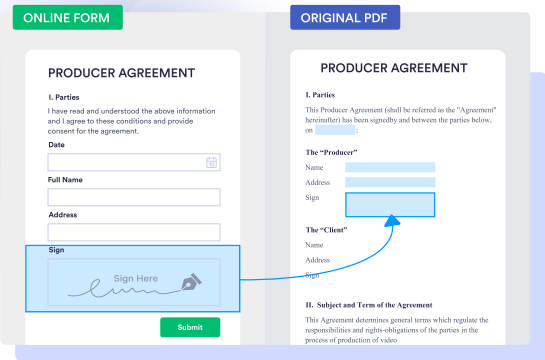 ONLINE FORM
PRODUCER AGREEMENT
I. Parties
I have read and understood the above information
and I agree to these conditions and provide
consent for the agreement.
Date
Full Name
Address
Sign
Sign Here
Submit
ORIGINAL PDF
PRODUCER AGREEMENT
I. Parties
This Producer Agreement (shall be referred as the "Agreement"
hereinafter) has been signedby and between the parties below,
on ;
The “Producer”
Name
Address
Sign
The “Client”
Name
Address
Sign
II. Subject and Term of the Agreement
This Agreement determines general terms which regulate the
responsibilities and rights-obligations of the parties in the
process of production of video